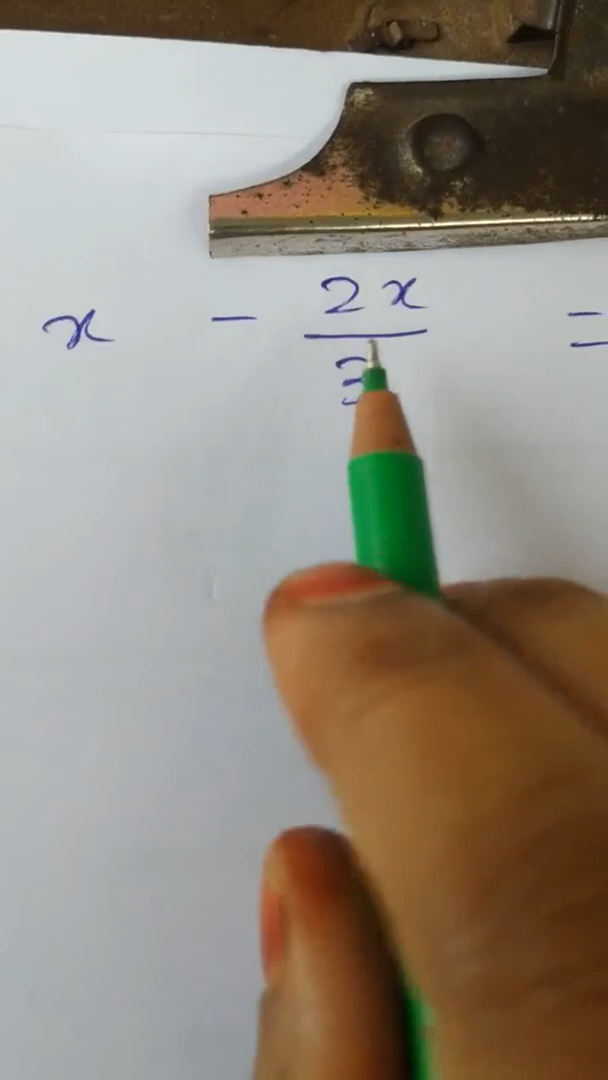 x - 2x/3 =